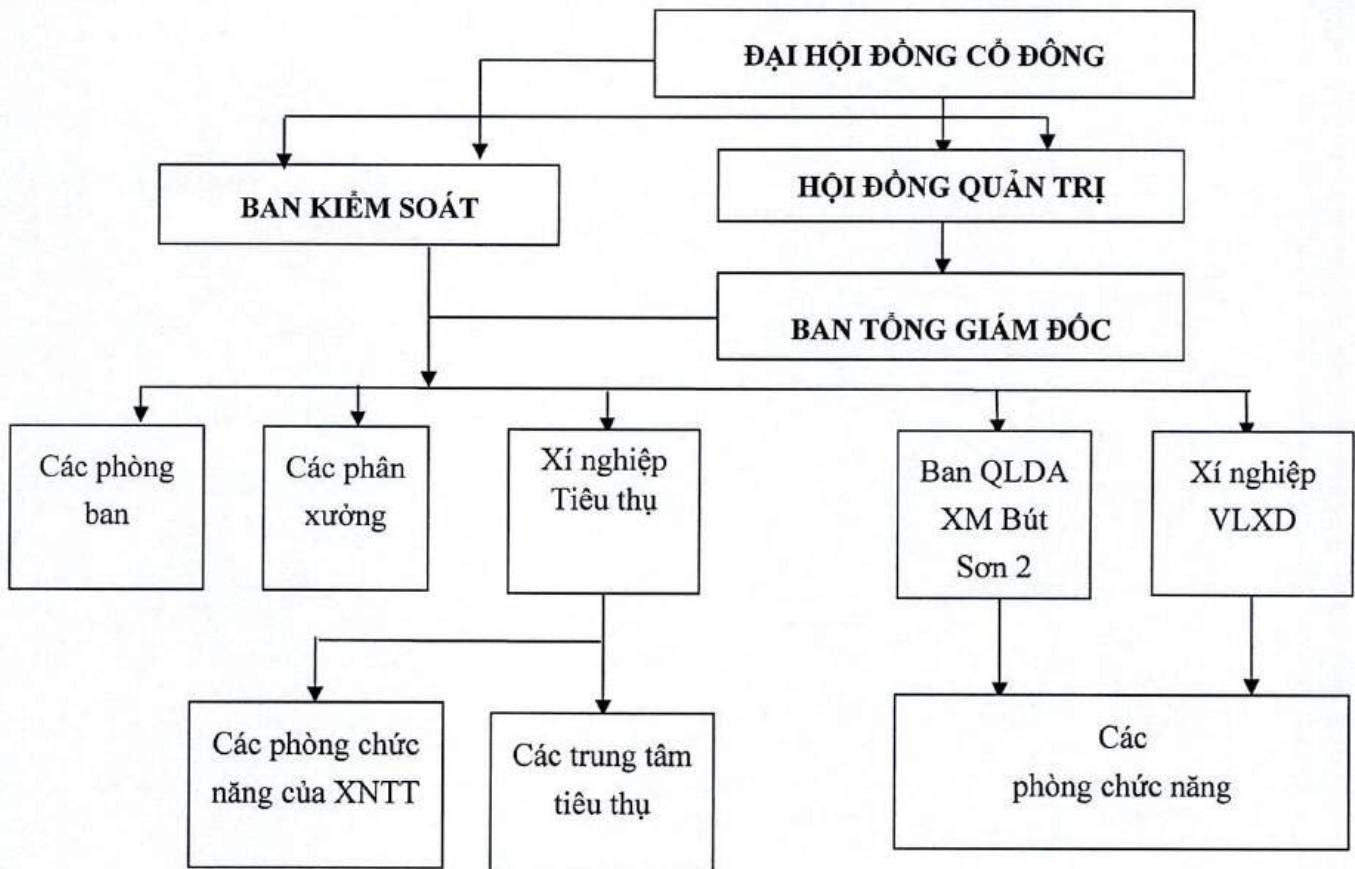 ĐẠI HỘI ĐỒNG CỔ ĐÔNG
BAN KIỂM SOÁT
HỘI ĐỒNG QUẢN TRỊ
BAN TỔNG GIÁM ĐỐC
Các phòng
ban
Các phân
xưởng
Xí nghiệp
Tiêu thụ
Ban QLDA
XM Bút
Sơn 2
Xí nghiệp
VLXD
Các phòng chức
năng của XNTT
Các trung tâm
tiêu thụ
Các
phòng chức năng